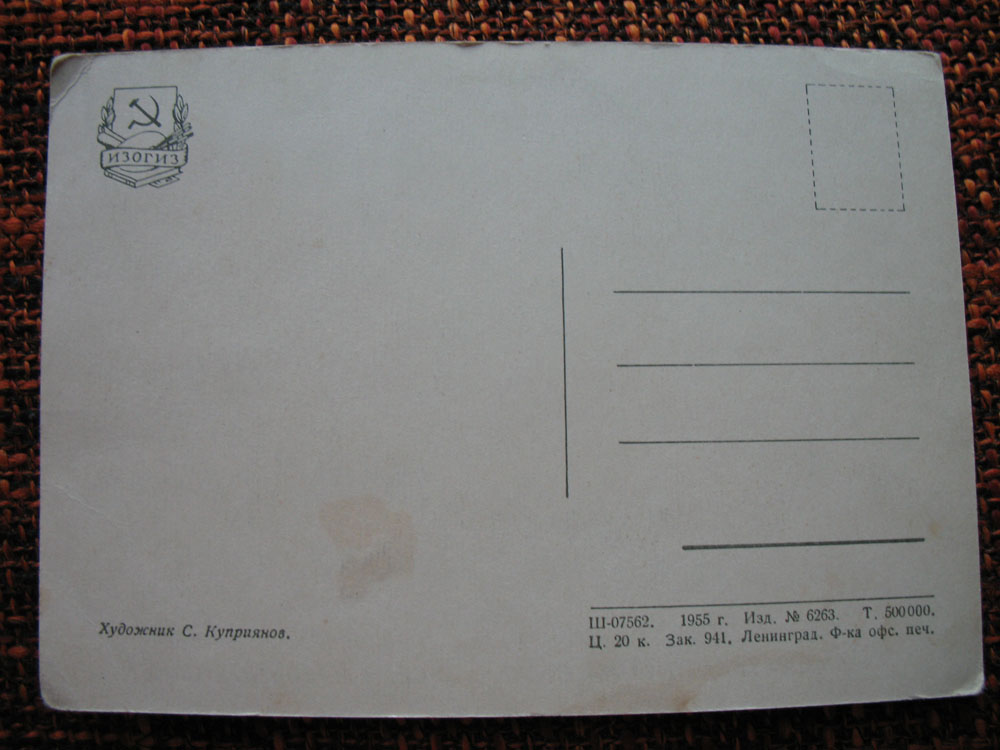 ИЗОГИЗ
Художник С. Куприянов.
Ш-07562. 1955 г. Изд. № 6263. Т. 500000.
Ц. 20 к. Зак. 941. Ленинград. Ф-ка офс. печ.